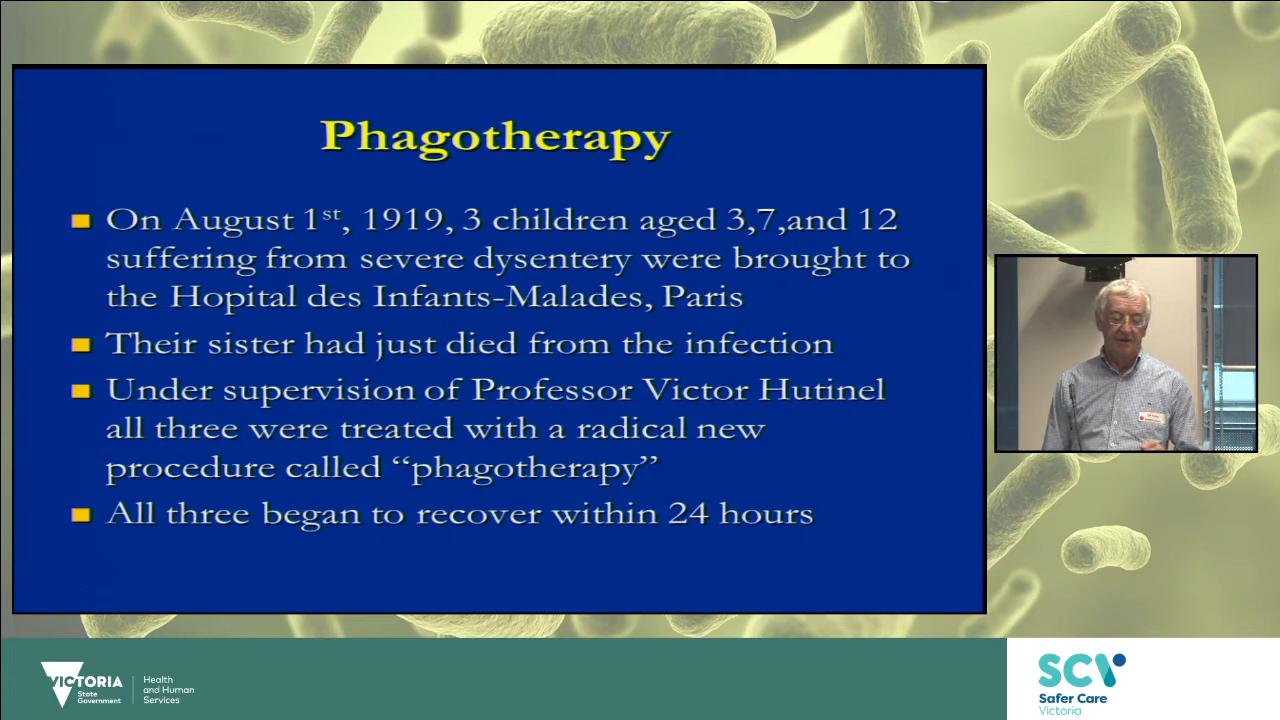 Phagotherapy
On August 1st, 1919, 3 children aged 3,7,and 12
suffering from severe dysentery were brought to
the Hopital des Infants-Malades, Paris
Their sister had just died from the infection
Under supervision of Professor Victor Hutinel
all three were treated with a radical new
procedure called “phagotherapy”
All three began to recover within 24 hours
VICTORIA
State
Government
Health
and Human
Services
SCV
Safer Care
Victoria